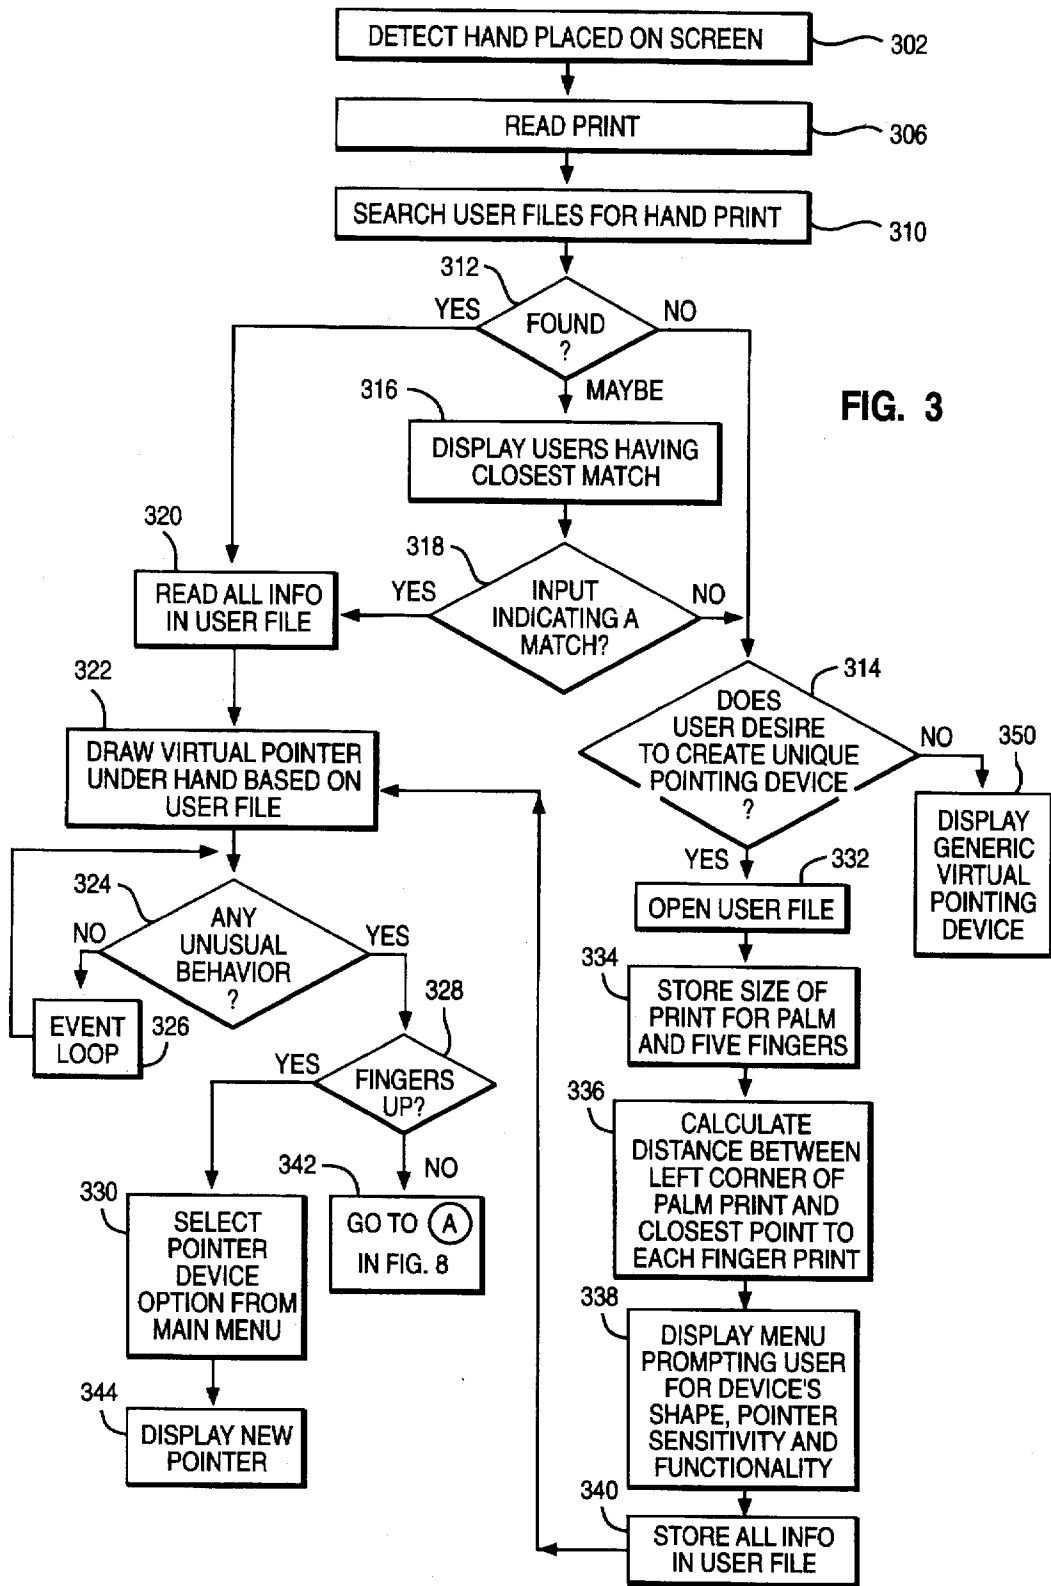 DETECT HAND PLACED ON SCREEN
302
READ PRINT
306
SEARCH USER FILES FOR HAND PRINT
310
312
YES
NO
FOUND
?
MAYBE
316
FIG. 3
DISPLAY USERS HAVING
CLOSEST MATCH
320
318
READ ALL INFO
IN USER FILE
YES
INPUT
INDICATING A
MATCH?
NO
322
314
DRAW VIRTUAL POINTER
UNDER HAND BASED ON
USER FILE
DOES
USER DESIRE
TO CREATE UNIQUE
POINTING DEVICE
?
NO
350
DISPLAY
GENERIC
VIRTUAL
POINTING
DEVICE
YES
332
OPEN USER FILE
324
ANY
UNUSUAL
BEHAVIOR
?
NO
YES
EVENT
LOOP
326
328
334
STORE SIZE OF
PRINT FOR PALM
AND FIVE FINGERS
YES
FINGERS
UP?
NO
336
CALCULATE
DISTANCE BETWEEN
LEFT CORNER OF
PALM PRINT AND
CLOSEST POINT TO
EACH FINGER PRINT
342
GO TO A
IN FIG. 8
330
SELECT
POINTER
DEVICE
OPTION FROM
MAIN MENU
338
DISPLAY MENU
PROMPTING USER
FOR DEVICE'S
SHAPE, POINTER
SENSITIVITY AND
FUNCTIONALITY
344
DISPLAY NEW
POINTER
340
STORE ALL INFO
IN USER FILE